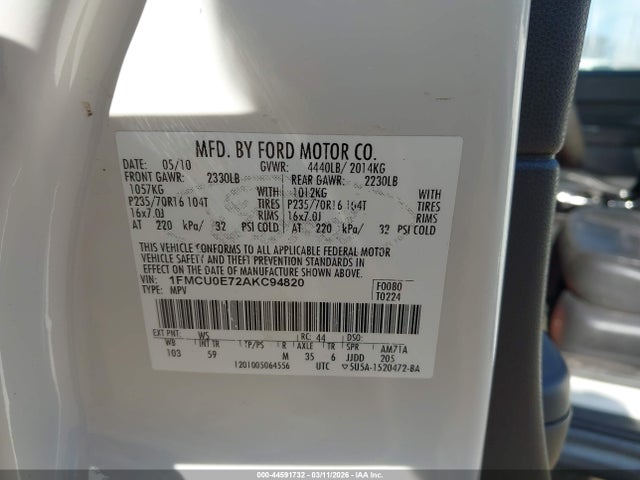 MFD. BY FORD MOTOR CO.
DATE: 05/10 GVWR: 4440LB/ 2014KG
FRONT GAWR: 2330LB REAR GAWR: 2230LB
1057KG WITH 1012KG WITH
P235/70R16 104T TIRES P235/70R16 104T TIRES
16x7.0J RIMS 16x7.0J RIMS
AT 220 kPa/ 32 PSI COLD AT 220 kPa/ 32 PSI COLD
THIS VEHICLE CONFORMS TO ALL APPLICABLE FEDERAL MOTOR
VEHICLE SAFETY AND THEFT PREVENTION STANDARDS IN
EFFECT ON THE DATE OF MANUFACTURE SHOWN ABOVE.
VIN: 1FMCU0E72AKC94820 F0080
TYPE: MPV T0224
EXT PNT: WS RC: 44 DSO:
WB INT TR TP/PS R AXLE TR SPR AM71A
103 59 M 35 6 JJDD 205
1201005064556 UTC 5U5A-1520472-BA
000-44591732 - 03/11/2026 - IAA Inc.